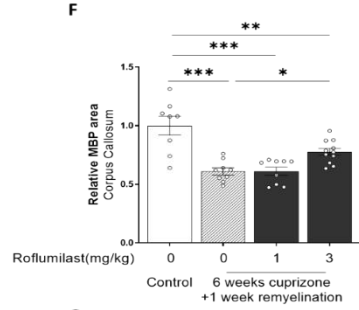 F
**
***
*** *
1.5
1.0
0.5
0.0
Relative MBP area
Corpus Callosum
Roflumilast(mg/kg) 0 0 1 3
Control 6 weeks cuprizone
+1 week remyelination